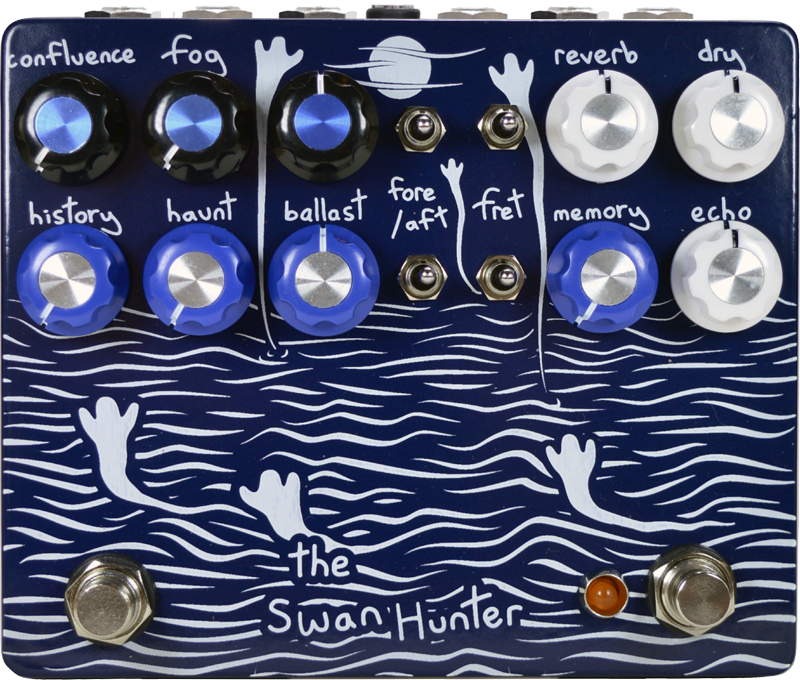 confluence fog reverb dry
history haunt ballast fore /aft fret memory echo
the
Swan Hunter